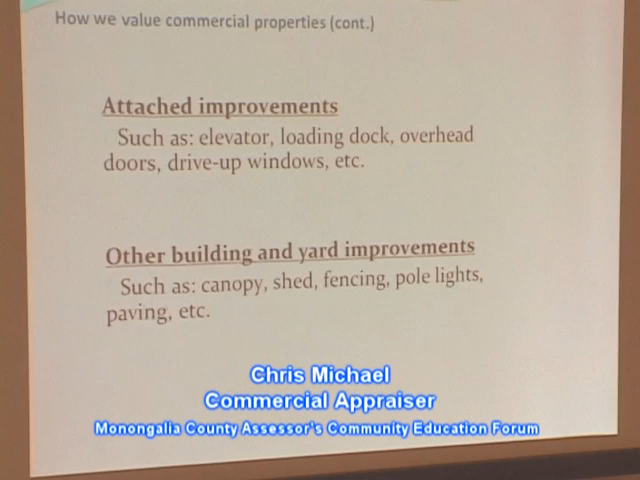 How we value commercial properties (cont.)
Attached improvements
Such as: elevator, loading dock, overhead
doors, drive-up windows, etc.
Other building and yard improvements
Such as: canopy, shed, fencing, pole lights,
paving, etc.
Chris Michael
Commercial Appraiser
Monongalia County Assessor's Community Education Forum